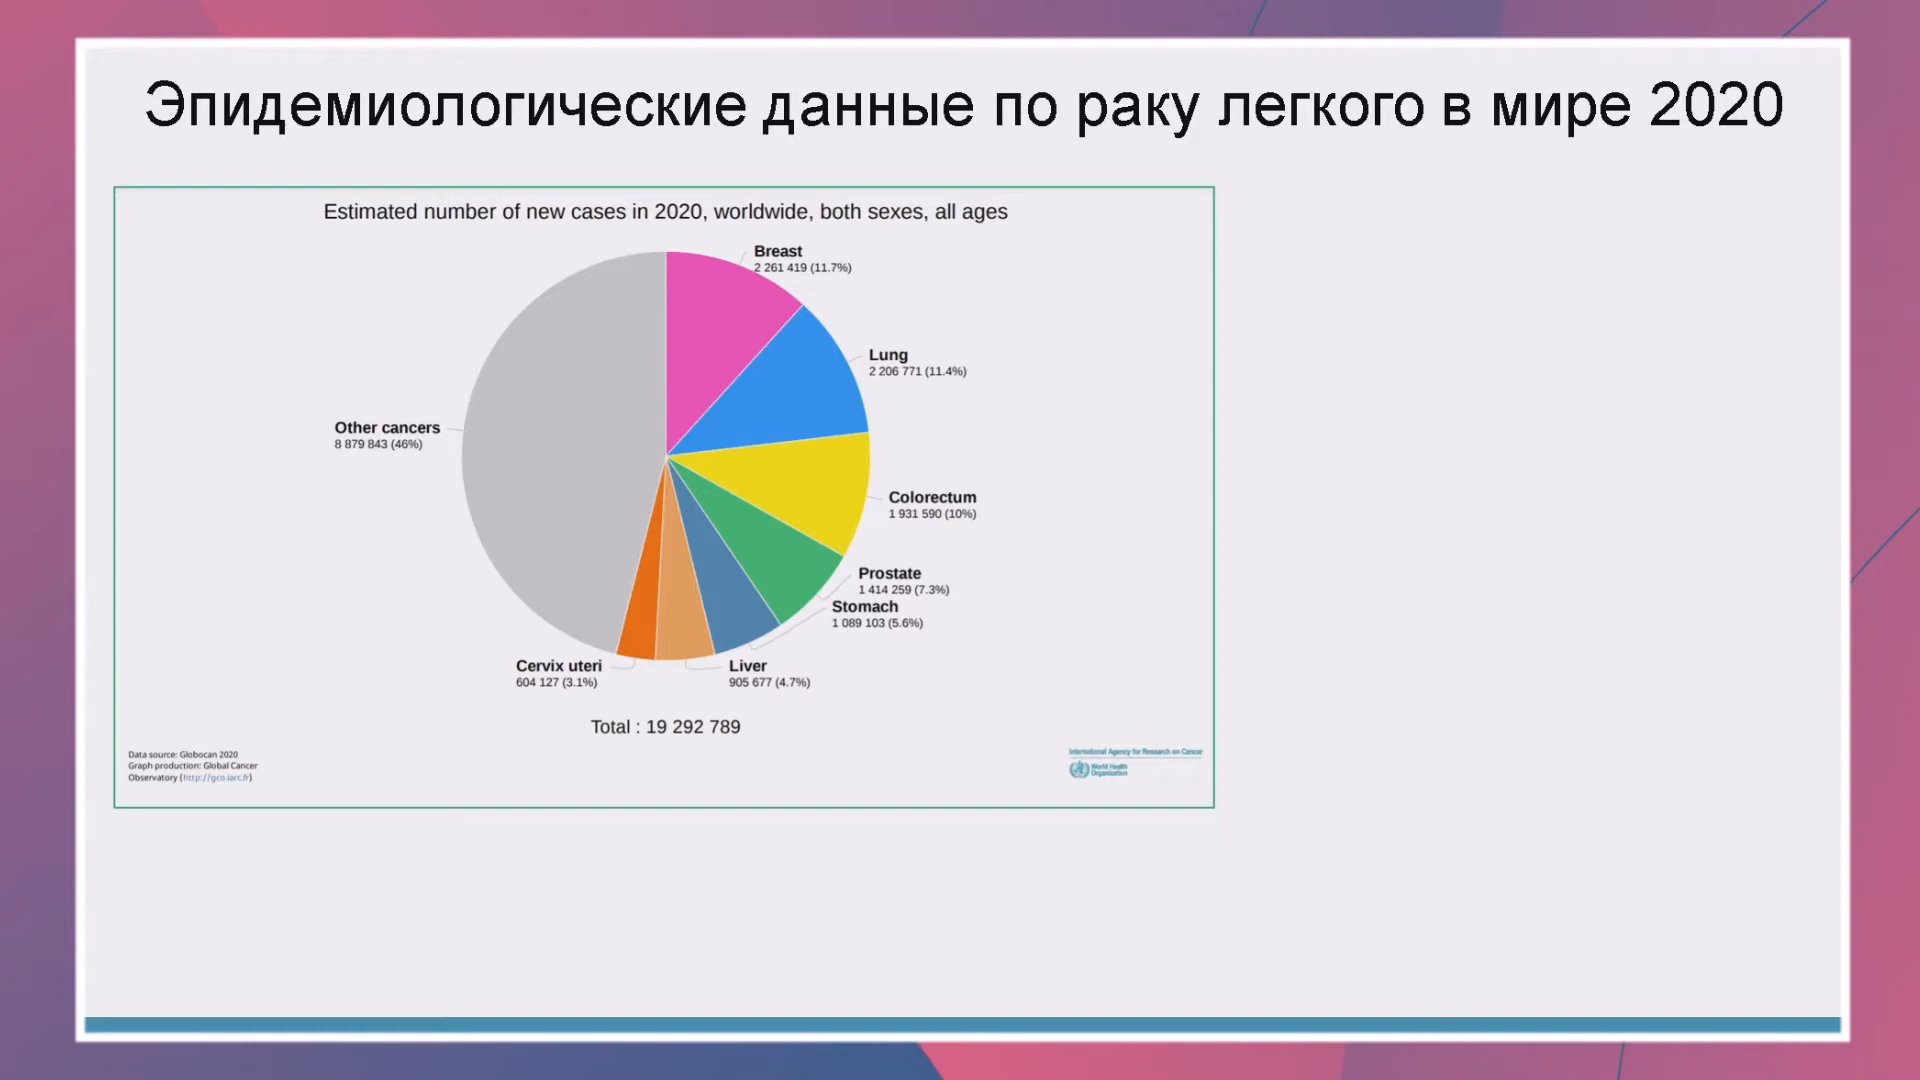 Эпидемиологические данные по раку легкого в мире 2020
Estimated number of new cases in 2020, worldwide, both sexes, all ages
Breast
2 261 419 (11.7%)
Lung
2 206 771 (11.4%)
Other cancers
8 879 843 (46%)
Colorectum
1 931 590 (10%)
Prostate
1 414 259 (7.3%)
Stomach
1 089 103 (5.6%)
Cervix uteri
604 127 (3.1%)
Liver
905 677 (4.7%)
Total : 19 292 789
Data source: Globocan 2020
Graph production: Global Cancer
Observatory (http://gco.iarc.fr)
International Agency for Research on Cancer
World Health
Organization